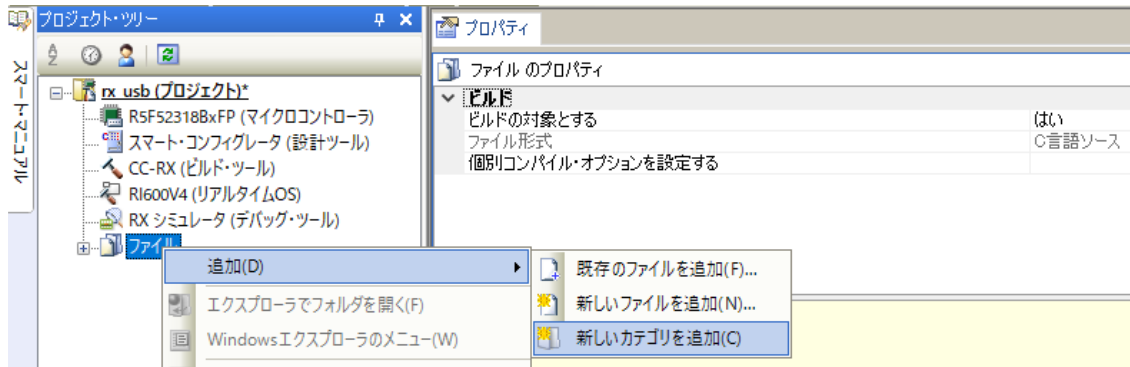 プロジェクト・ツリー
プロパティ
スマート・マニュアル
ファイル のプロパティ
rx_usb (プロジェクト)*
R5F52318BxFP (マイクロコントローラ)
スマート・コンフィグレータ (設計ツール)
CC-RX (ビルド・ツール)
RI600V4 (リアルタイムOS)
RX シミュレータ (デバッグ・ツール)
ファイル
ビルド
ビルドの対象とする はい
ファイル形式 C言語ソース
個別コンパイル・オプションを設定する
追加(D)
エクスプローラでフォルダを開く(F)
Windowsエクスプローラのメニュー(W)
既存のファイルを追加(F)...
新しいファイルを追加(N)...
新しいカテゴリを追加(C)